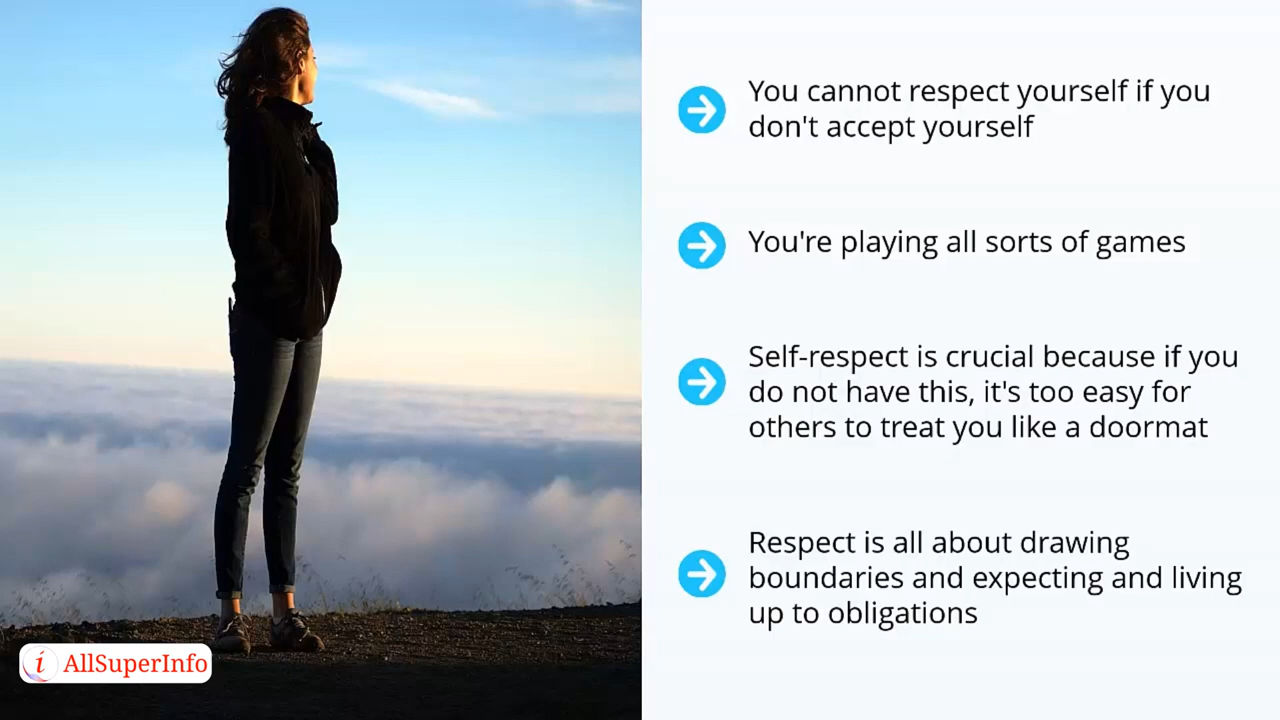 You cannot respect yourself if you
don't accept yourself
You're playing all sorts of games
Self-respect is crucial because if you
do not have this, it's too easy for
others to treat you like a doormat
Respect is all about drawing
boundaries and expecting and living
up to obligations
i AllSuperInfo